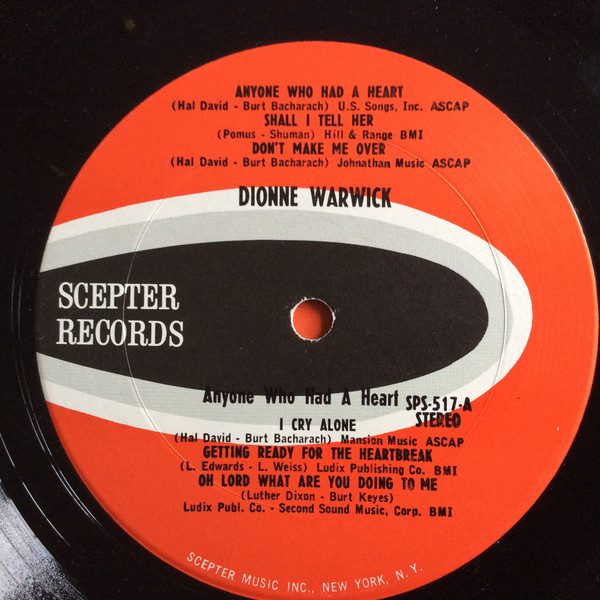 ANYONE WHO HAD A HEART
(Hal David - Burt Bacharach) U.S. Songs, Inc. ASCAP
SHALL I TELL HER
(Pomus - Shuman) Hill & Range BMI
DON'T MAKE ME OVER
(Hal David - Burt Bacharach) Johnathan Music ASCAP
DIONNE WARWICK
SCEPTER
RECORDS
Anyone Who Had A Heart
SPS-517-A
STEREO
I CRY ALONE
(Hal David - Burt Bacharach) Mansion Music ASCAP
GETTING READY FOR THE HEARTBREAK
(L. Edwards - L. Weiss) Ludix Publishing Co. BMI
OH LORD WHAT ARE YOU DOING TO ME
(Luther Dixon - Burt Keyes)
Ludix Publ. Co. - Second Sound Music, Corp. BMI
SCEPTER MUSIC INC., NEW YORK, N. Y.